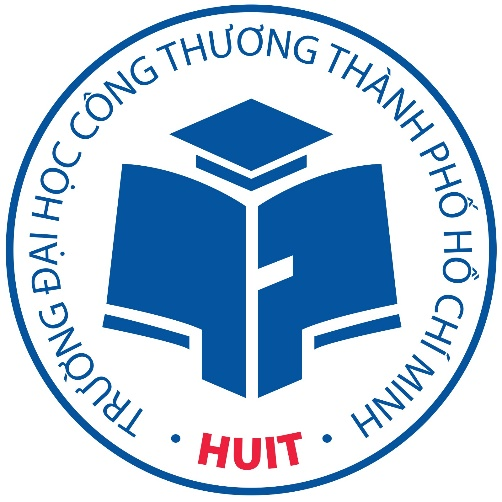 TRƯỜNG ĐẠI HỌC CÔNG THƯƠNG THÀNH PHỐ HỒ CHÍ MINH
• HUIT •